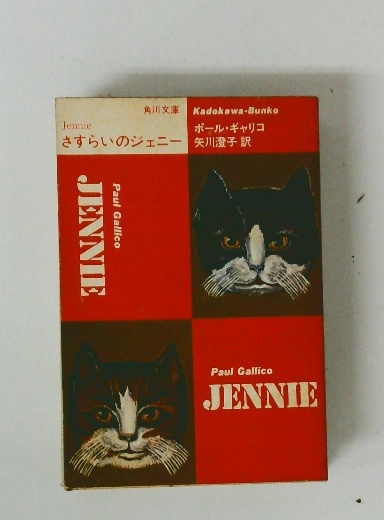 角川文庫
Kadokawa-Bunko
Jennie
さすらいのジェニー
ポール・ギャリコ
矢川澄子 訳
Paul Gallico
JENNIE
Paul Gallico
JENNIE